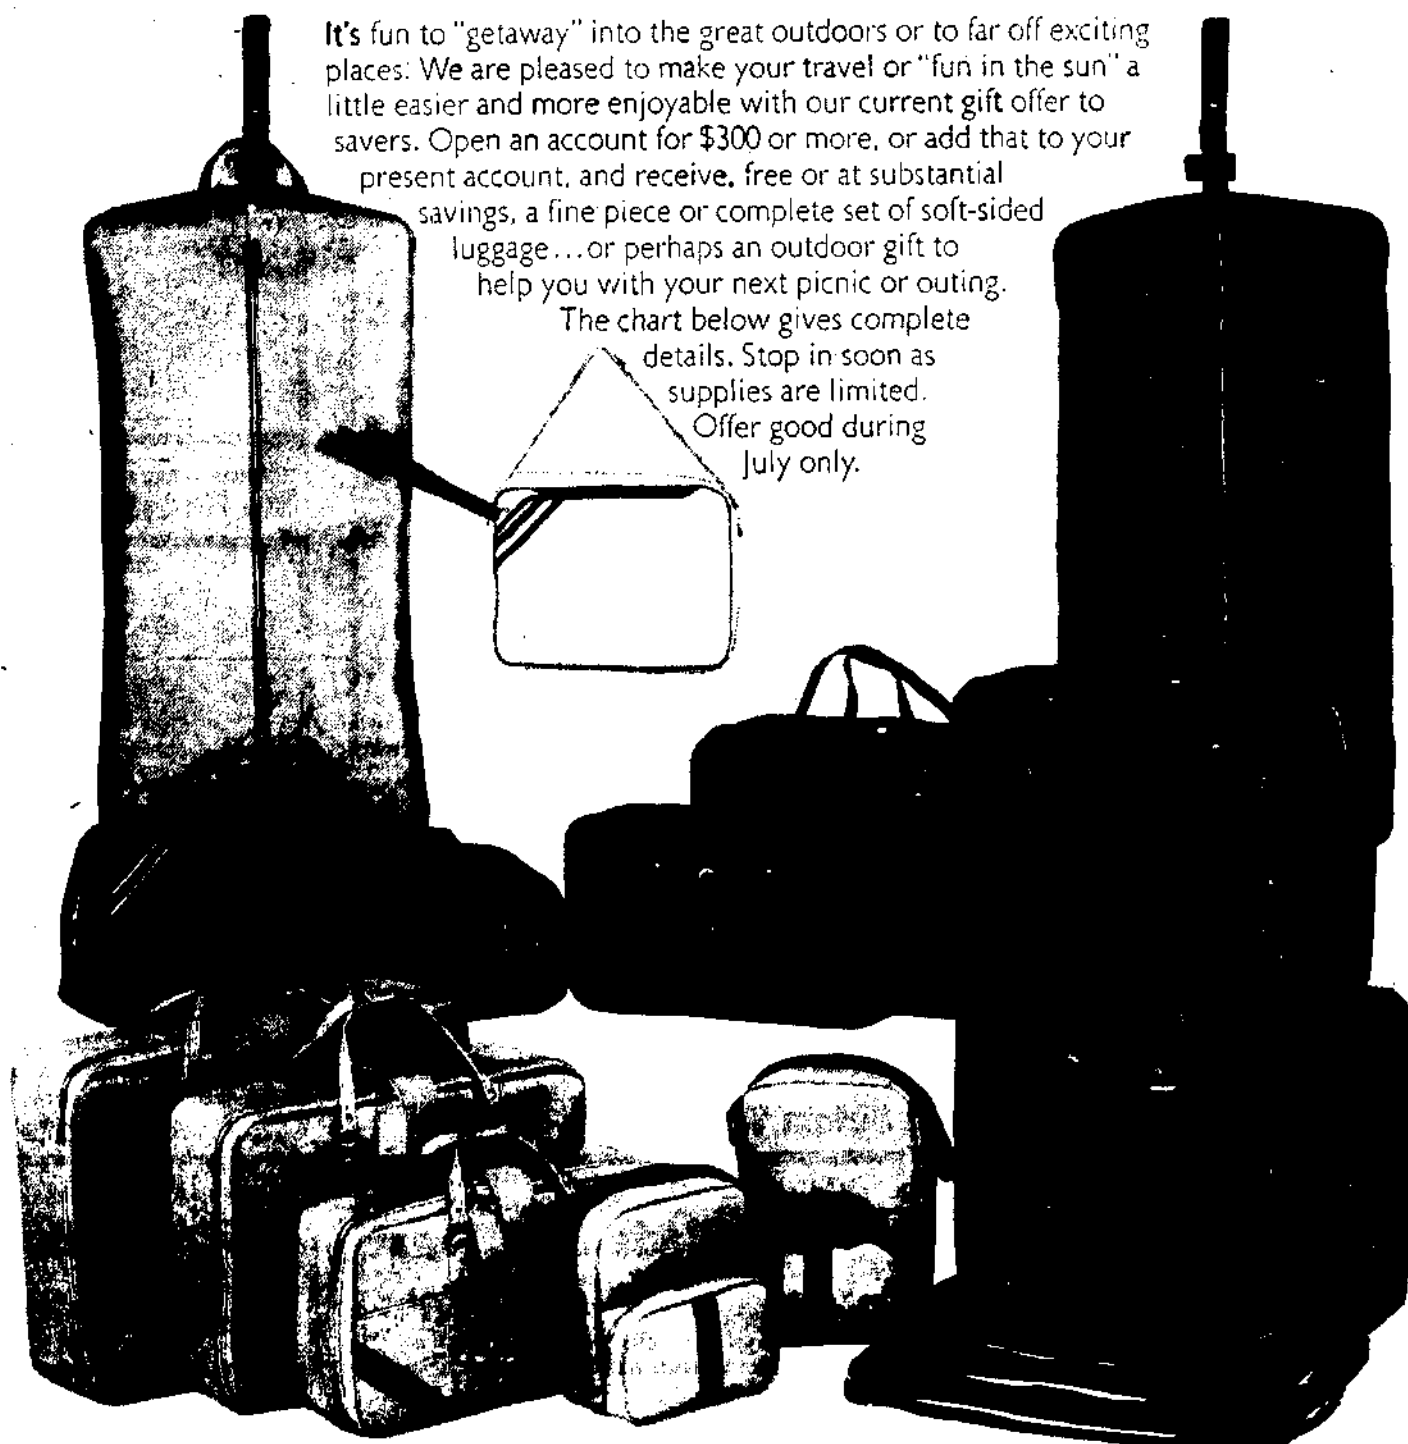 It's fun to "getaway" into the great outdoors or to far off exciting
places. We are pleased to make your travel or "fun in the sun" a
little easier and more enjoyable with our current gift offer to
savers. Open an account for $300 or more, or add that to your
present account, and receive, free or at substantial
savings, a fine piece or complete set of soft-sided
luggage...or perhaps an outdoor gift to
help you with your next picnic or outing.
The chart below gives complete
details. Stop in soon as
supplies are limited.
Offer good during
July only.